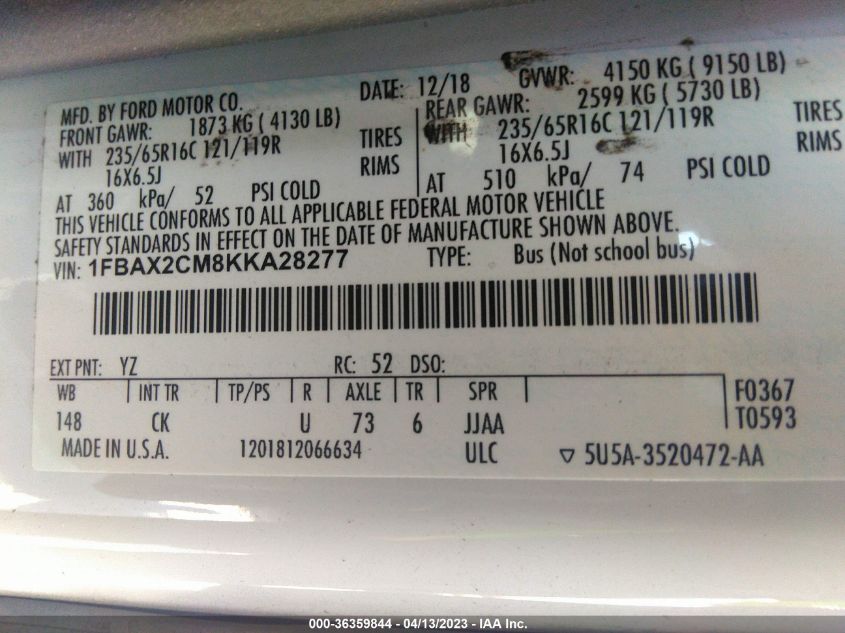 MFD. BY FORD MOTOR CO. DATE: 12/18 GVWR: 4150 KG ( 9150 LB)
FRONT GAWR: 1873 KG ( 4130 LB) REAR GAWR: 2599 KG ( 5730 LB)
WITH 235/65R16C 121/119R TIRES WITH 235/65R16C 121/119R TIRES
16X6.5J RIMS 16X6.5J RIMS
AT 360 kPa/ 52 PSI COLD AT 510 kPa/ 74 PSI COLD
THIS VEHICLE CONFORMS TO ALL APPLICABLE FEDERAL MOTOR VEHICLE
SAFETY STANDARDS IN EFFECT ON THE DATE OF MANUFACTURE SHOWN ABOVE.
VIN: 1FBAX2CM8KKA28277 TYPE: Bus (Not school bus)
EXT PNT: YZ RC: 52 DSO:
WB INT TR TP/PS R AXLE TR SPR F0367
148 CK U 73 6 JJAA T0593
MADE IN U.S.A. 1201812066634 ULC ▽ 5U5A-3520472-AA
000-36359844 - 04/13/2023 - IAA Inc.